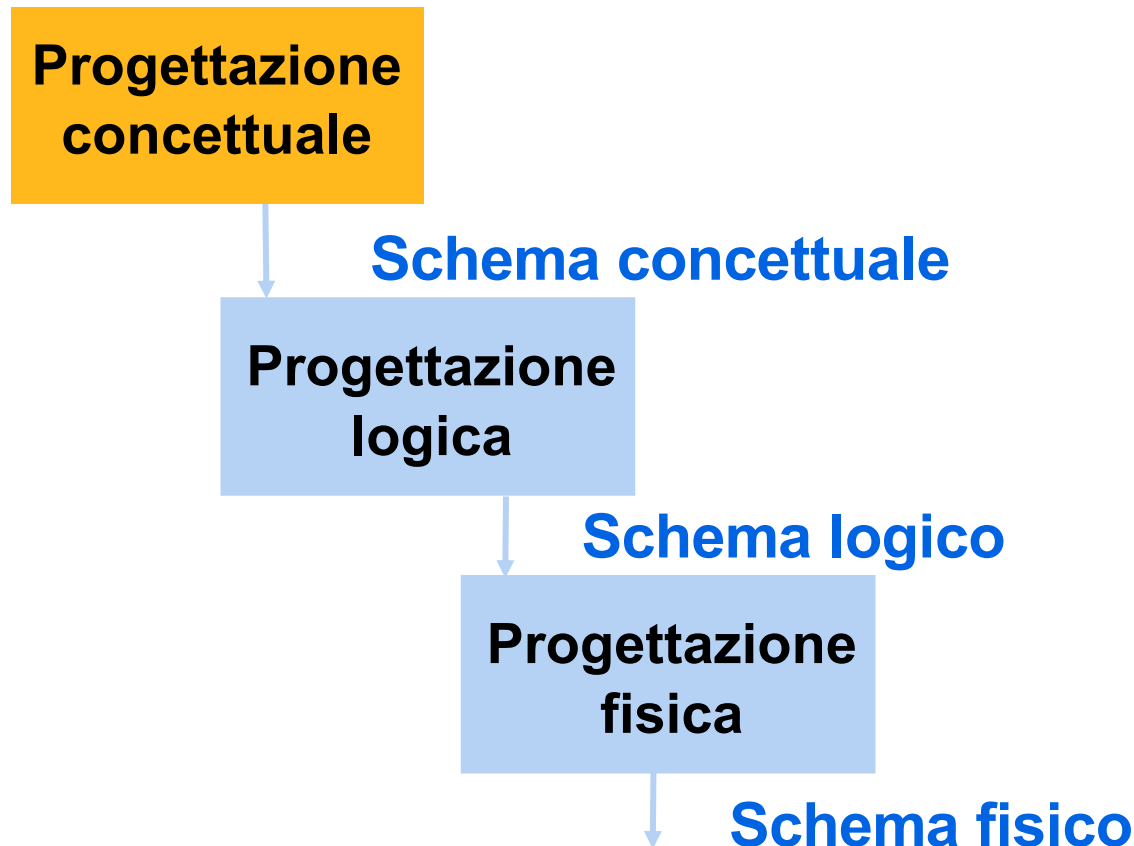 Progettazione
concettuale
Schema concettuale
Progettazione
logica
Schema logico
Progettazione
fisica
Schema fisico